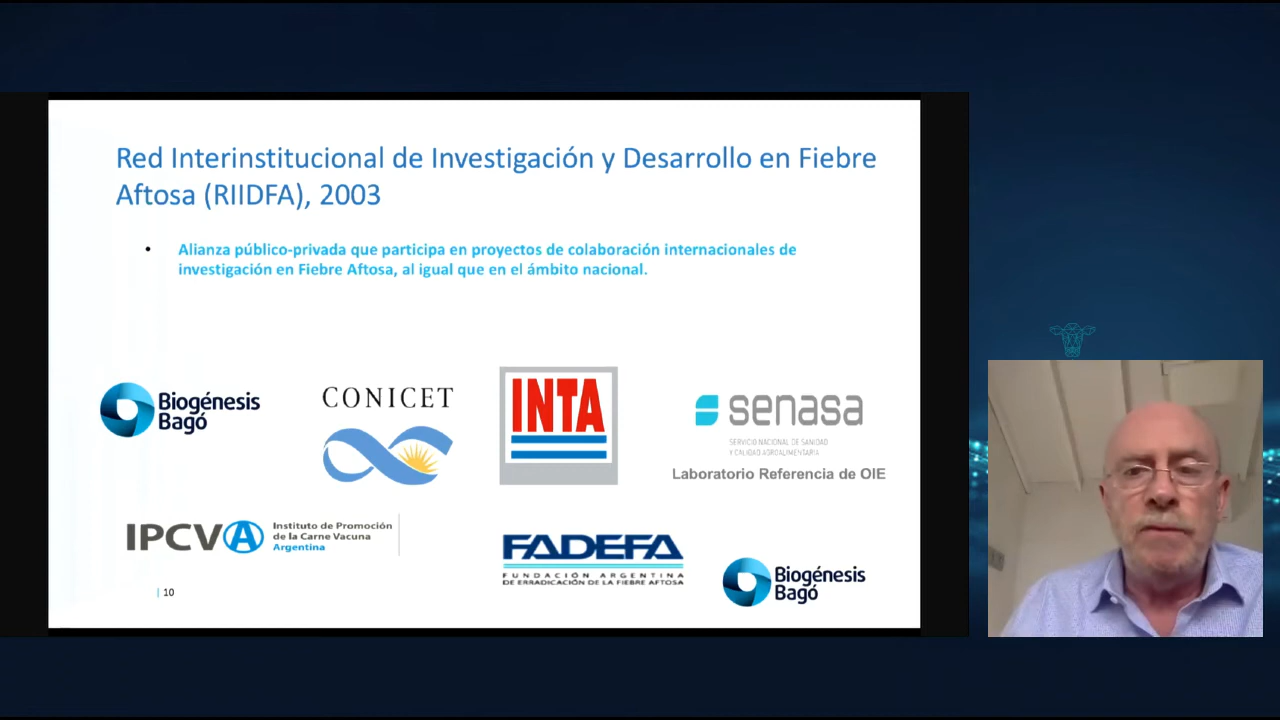 Red Interinstitucional de Investigación y Desarrollo en Fiebre
Aftosa (RIIDFA), 2003
• Alianza público-privada que participa en proyectos de colaboración internacionales de
investigación en Fiebre Aftosa, al igual que en el ámbito nacional.
Biogénesis
Bagó
CONICET
INTA
senasa
SERVICIO NACIONAL DE SANIDAD
Y CALIDAD AGROALIMENTARIA
Laboratorio Referencia de OIE
IPCVA
Instituto de Promoción
de la Carne Vacuna
Argentina
FADEFA
FUNDACIÓN ARGENTINA
DE ERRADICACIÓN DE LA FIEBRE AFTOSA
Biogénesis
Bagó
| 10